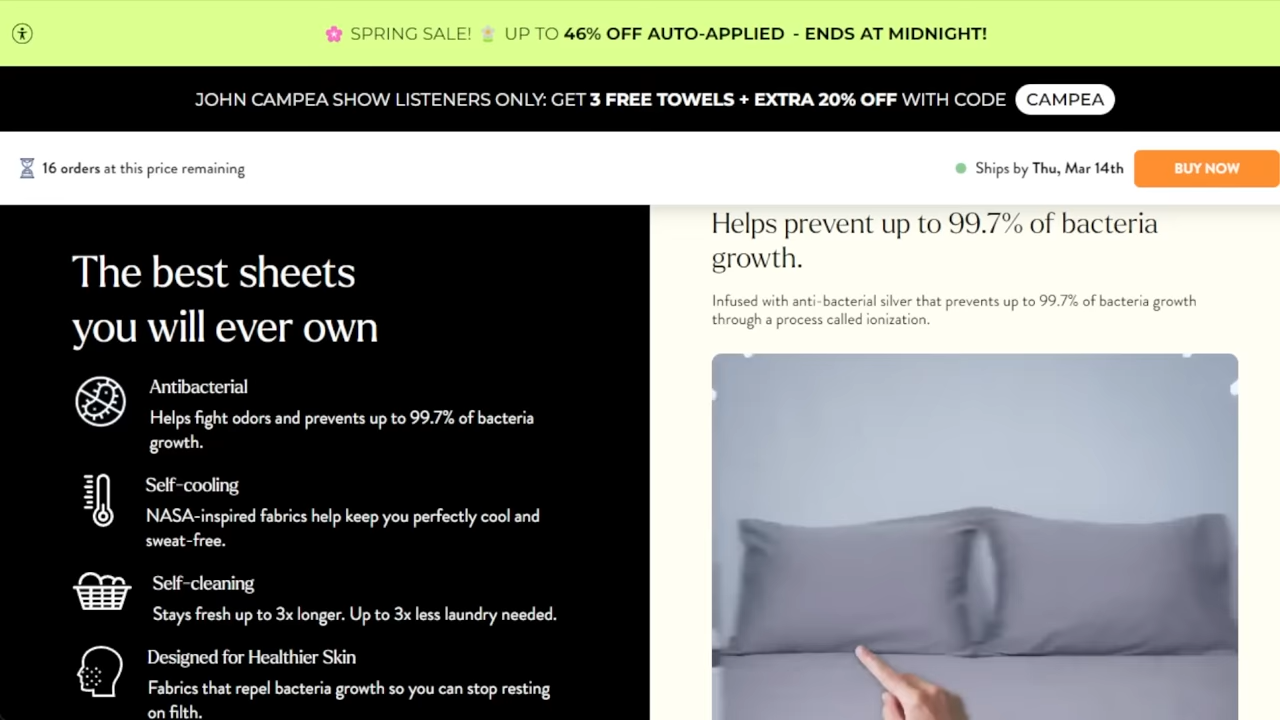 🌸 SPRING SALE! 🌷 UP TO 46% OFF AUTO-APPLIED - ENDS AT MIDNIGHT!
JOHN CAMPEA SHOW LISTENERS ONLY: GET 3 FREE TOWELS + EXTRA 20% OFF WITH CODE CAMPEA
16 orders at this price remaining
Ships by Thu, Mar 14th
BUY NOW
The best sheets
you will ever own
Antibacterial
Helps fight odors and prevents up to 99.7% of bacteria
growth.
Self-cooling
NASA-inspired fabrics help keep you perfectly cool and
sweat-free.
Self-cleaning
Stays fresh up to 3x longer. Up to 3x less laundry needed.
Designed for Healthier Skin
Fabrics that repel bacteria growth so you can stop resting
on filth.
Helps prevent up to 99.7% of bacteria
growth.
Infused with anti-bacterial silver that prevents up to 99.7% of bacteria growth
through a process called ionization.